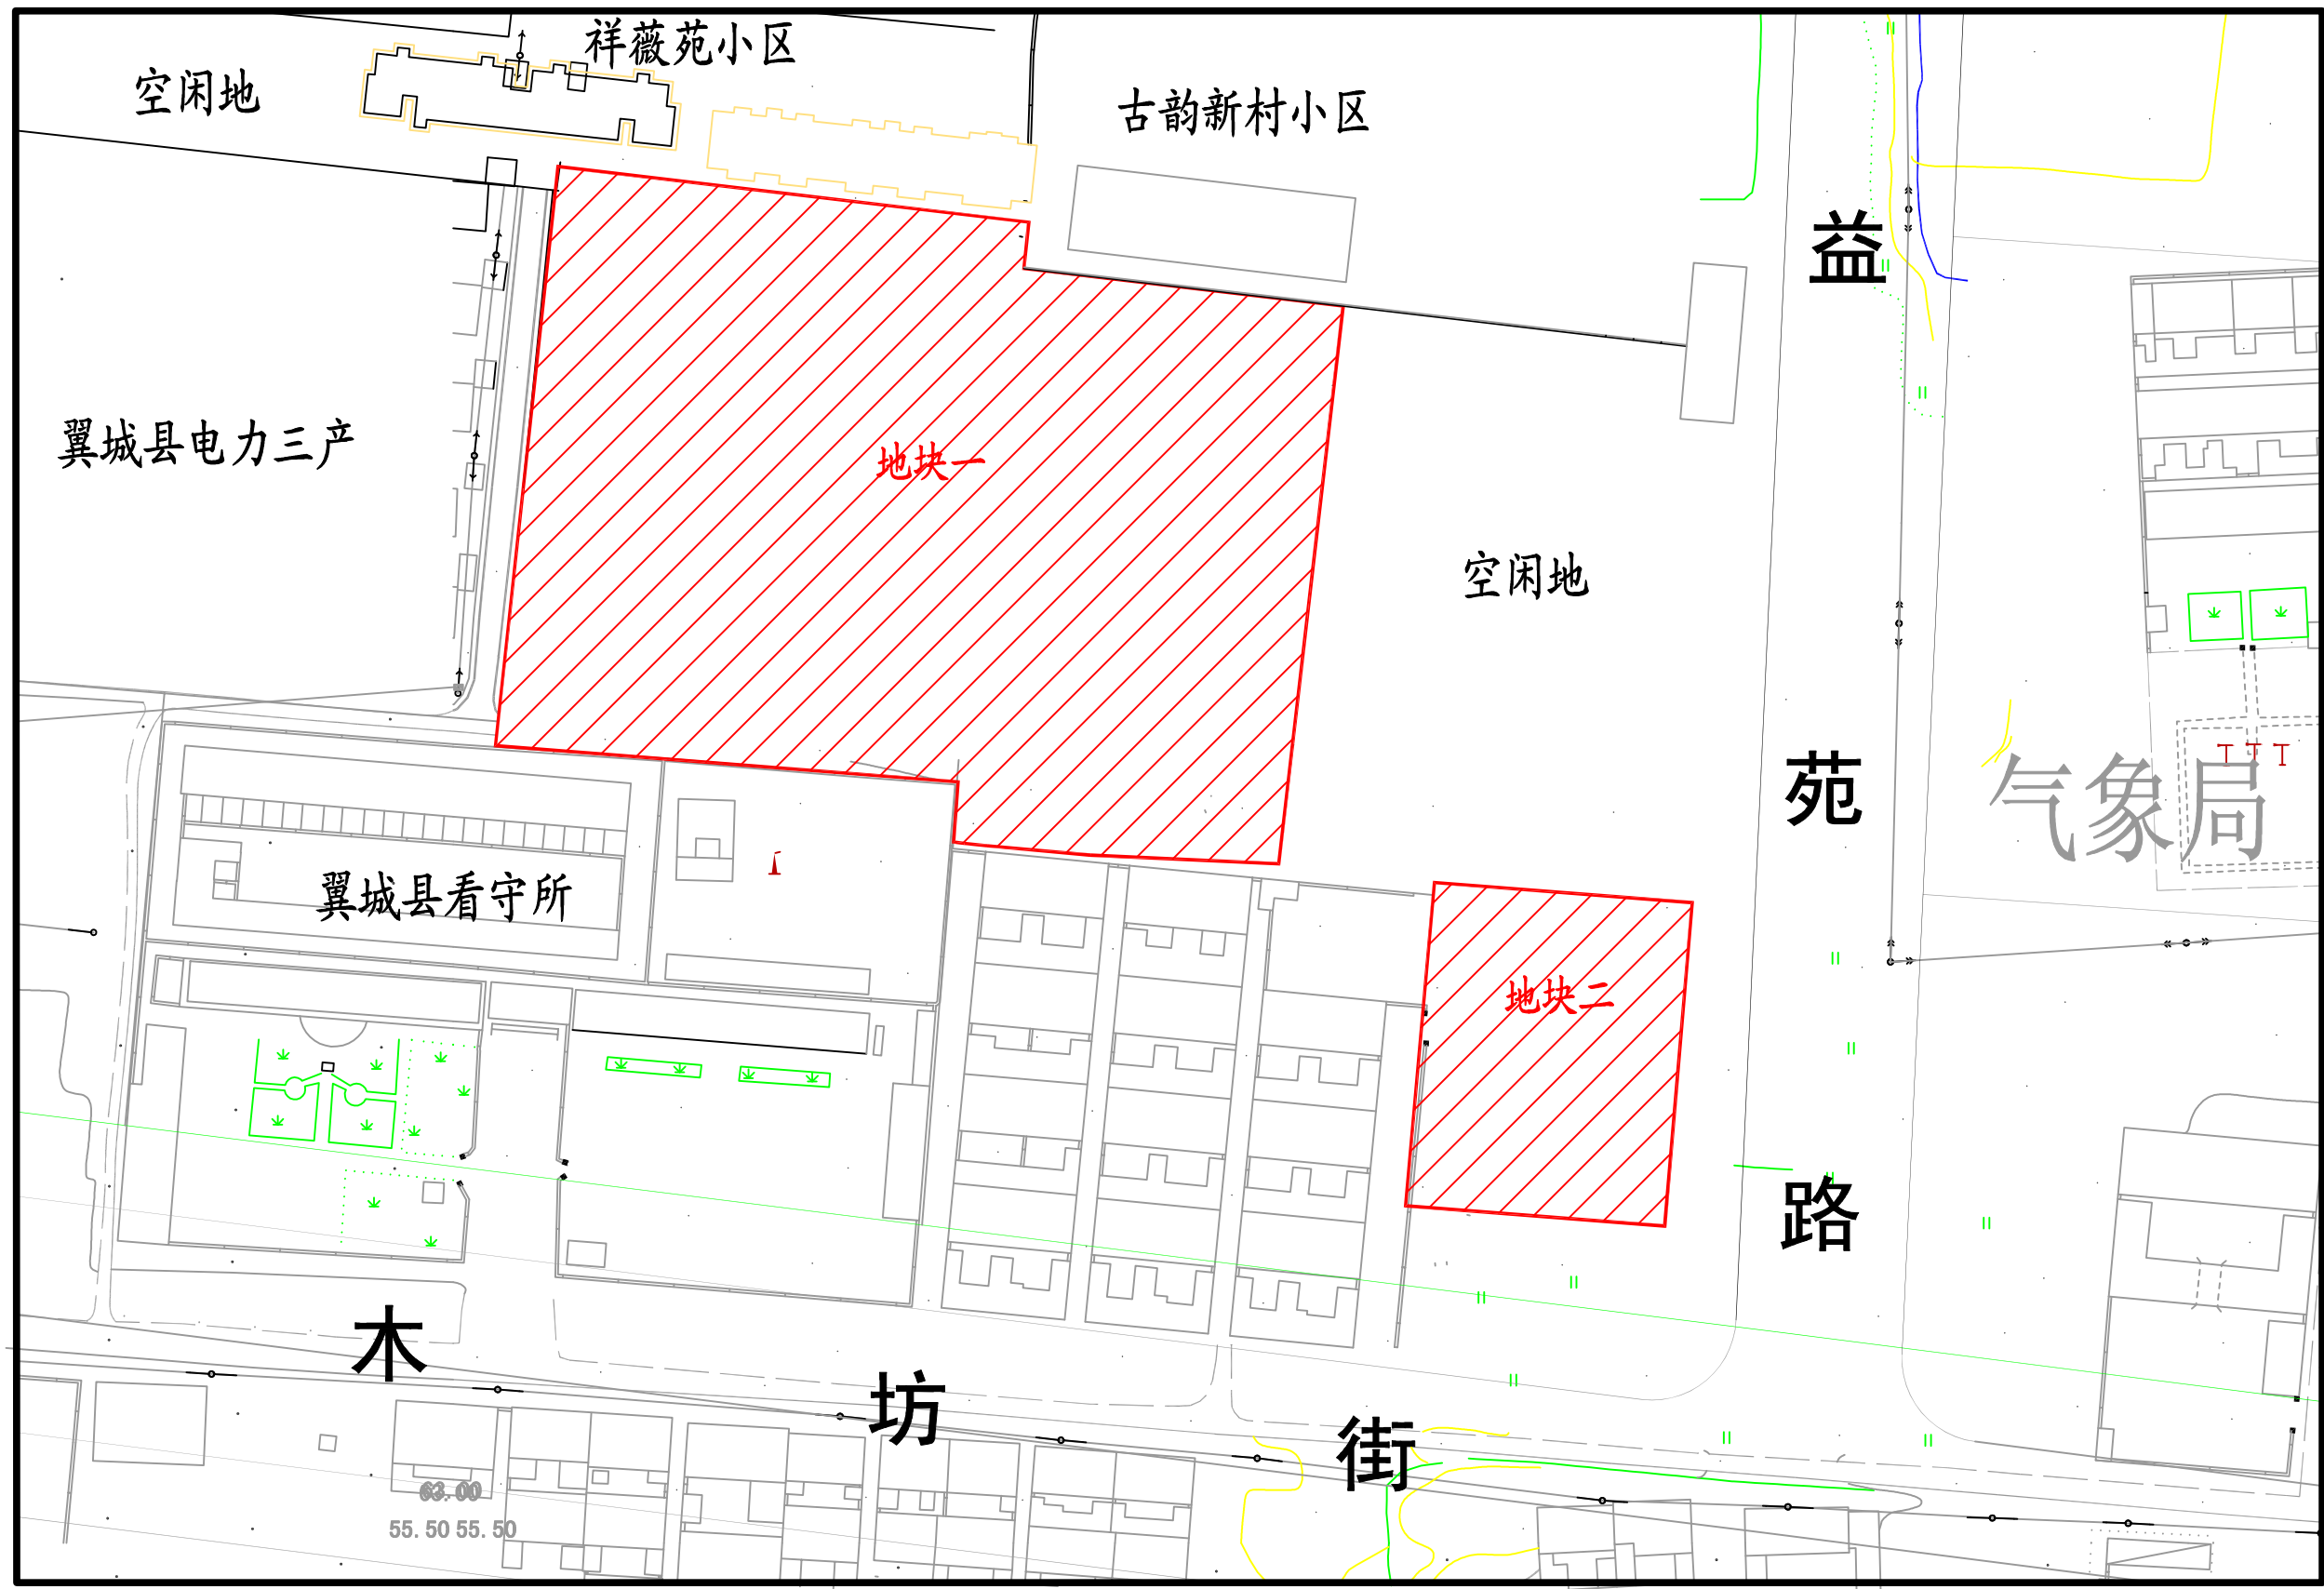 祥薇苑小区
空闲地
古韵新村小区
益
翼城县电力三产
地块一
空闲地
苑
气象局
翼城县看守所
地块二
路
木
坊
街
63.00
55.50 55.50